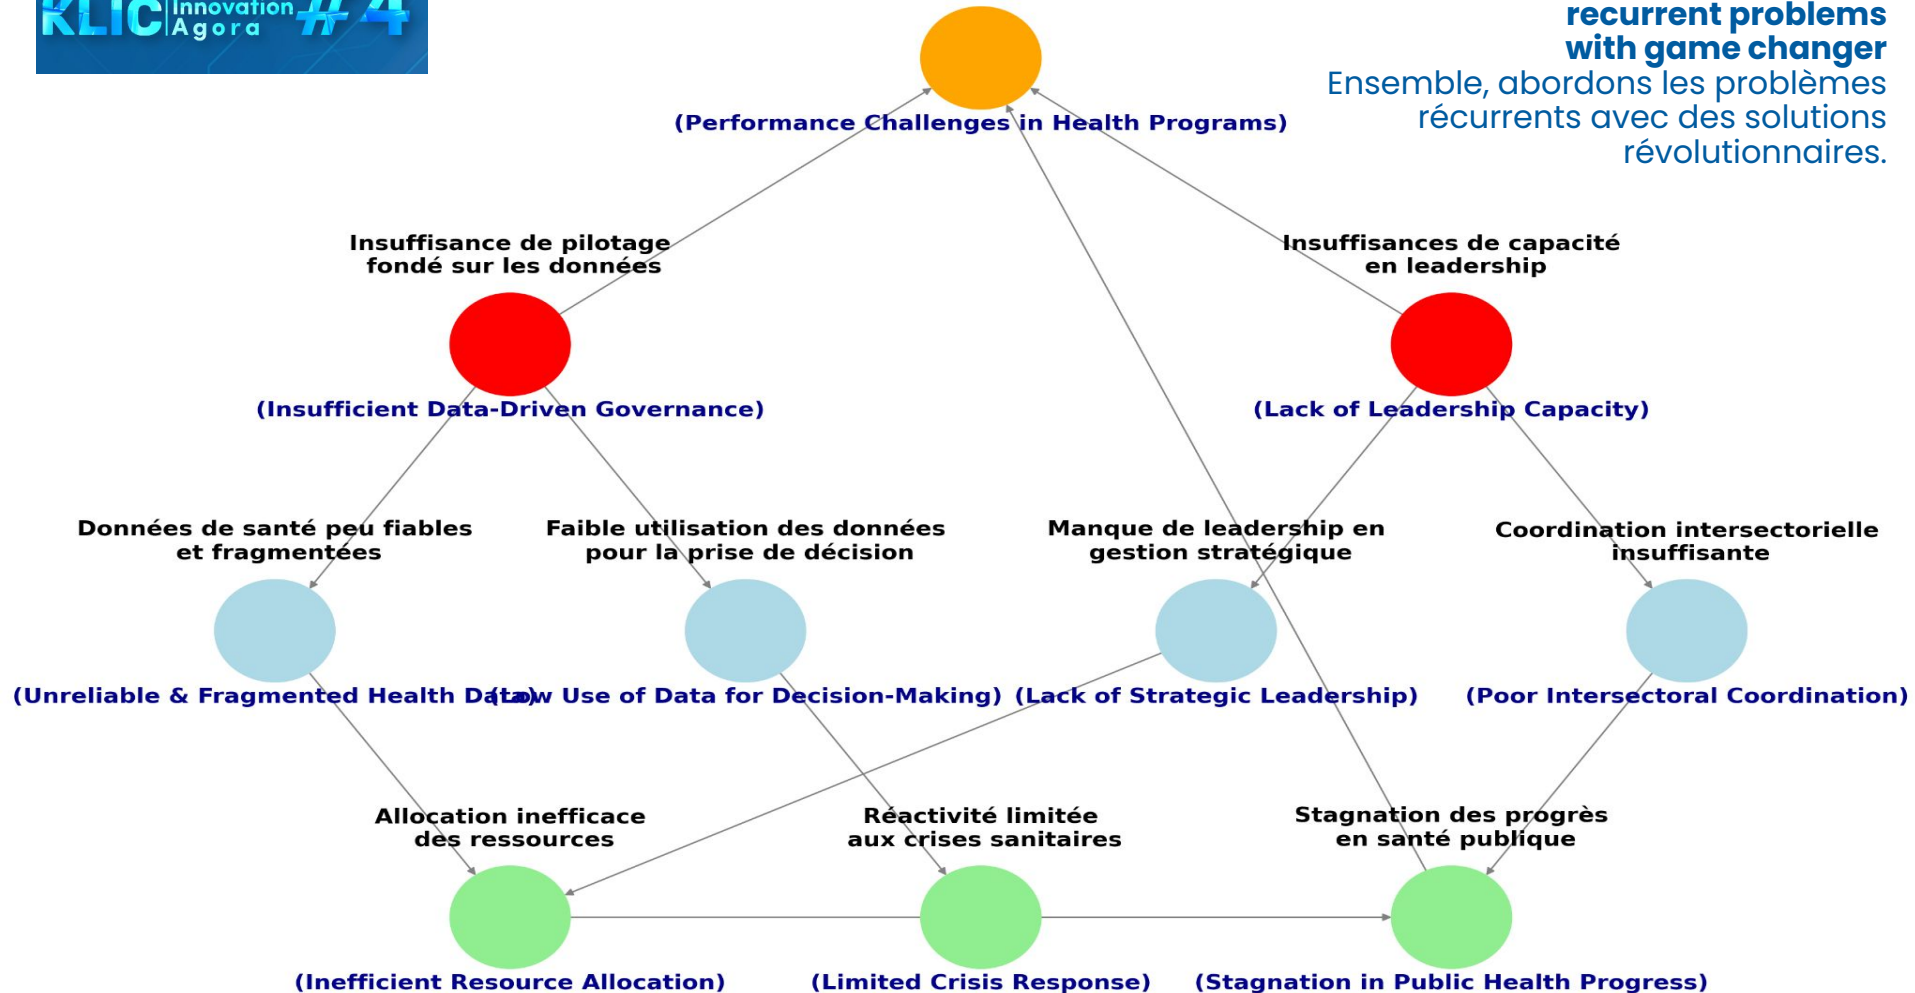 KLIC Innovation
Agora #4
recurrent problems
with game changer
Ensemble, abordons les problèmes
récurrents avec des solutions
révolutionnaires.
(Performance Challenges in Health Programs)
Insuffisance de pilotage
fondé sur les données
Insuffisances de capacité
en leadership
(Insufficient Data-Driven Governance)
(Lack of Leadership Capacity)
Données de santé peu fiables
et fragmentées
Faible utilisation des données
pour la prise de décision
Manque de leadership en
gestion stratégique
Coordination intersectorielle
insuffisante
(Unreliable & Fragmented Health Data)
(Low Use of Data for Decision-Making)
(Lack of Strategic Leadership)
(Poor Intersectoral Coordination)
Allocation inefficace
des ressources
Réactivité limitée
aux crises sanitaires
Stagnation des progrès
en santé publique
(Inefficient Resource Allocation)
(Limited Crisis Response)
(Stagnation in Public Health Progress)